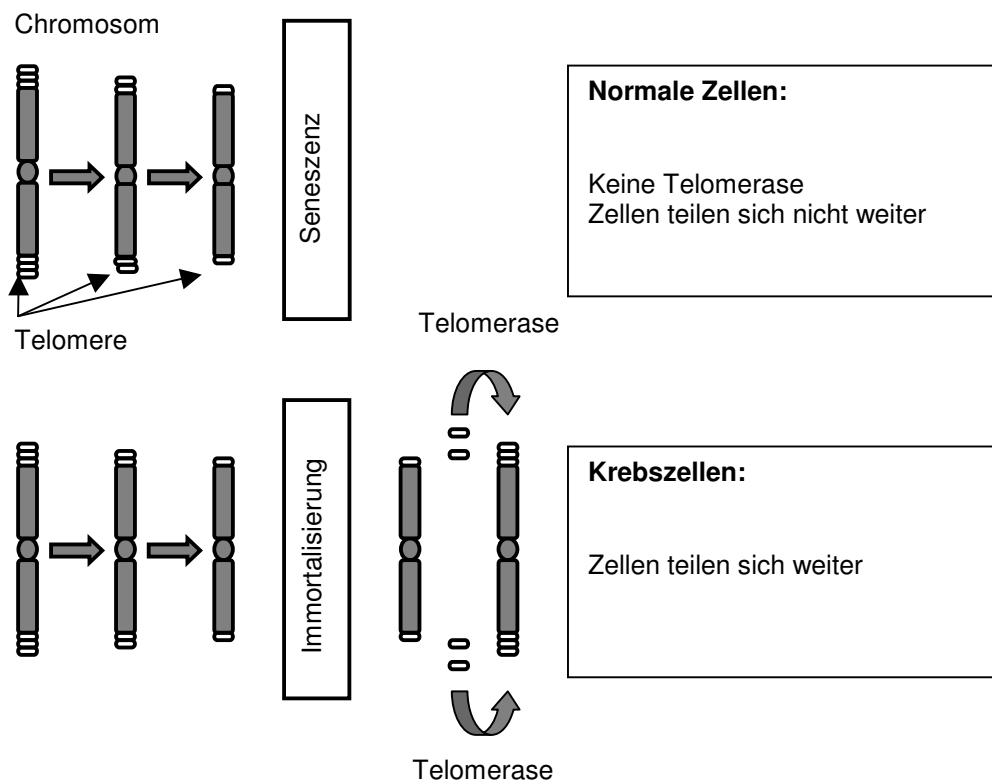 Chromosom
Seneszenz
Normale Zellen:
Keine Telomerase
Zellen teilen sich nicht weiter
Telomere
Telomerase
Immortalisierung
Krebszellen:
Zellen teilen sich weiter
Telomerase